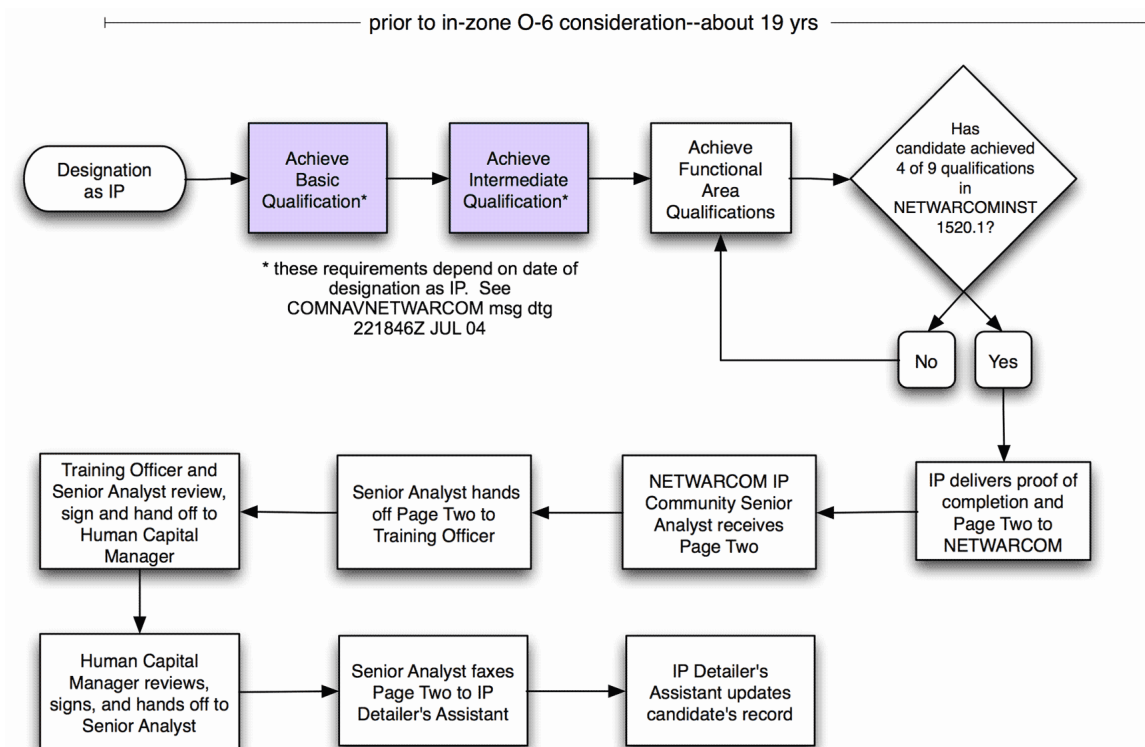 prior to in-zone O-6 consideration--about 19 yrs
Designation
as IP
Achieve
Basic
Qualification*
Achieve
Intermediate
Qualification*
Achieve
Functional
Area
Qualifications
Has
candidate achieved
4 of 9 qualifications
in
NETWARCOMINST
1520.1?
* these requirements depend on date of
designation as IP.  See
COMNAVNETWARCOM msg dtg
221846Z JUL 04
No
Yes
Training Officer and
Senior Analyst review,
sign and hand off to
Human Capital
Manager
Senior Analyst hands
off Page Two to
Training Officer
NETWARCOM IP
Community Senior
Analyst receives
Page Two
IP delivers proof of
completion and
Page Two to
NETWARCOM
Human Capital
Manager reviews,
signs, and hands off to
Senior Analyst
Senior Analyst faxes
Page Two to IP
Detailer's Assistant
IP Detailer's
Assistant updates
candidate's record